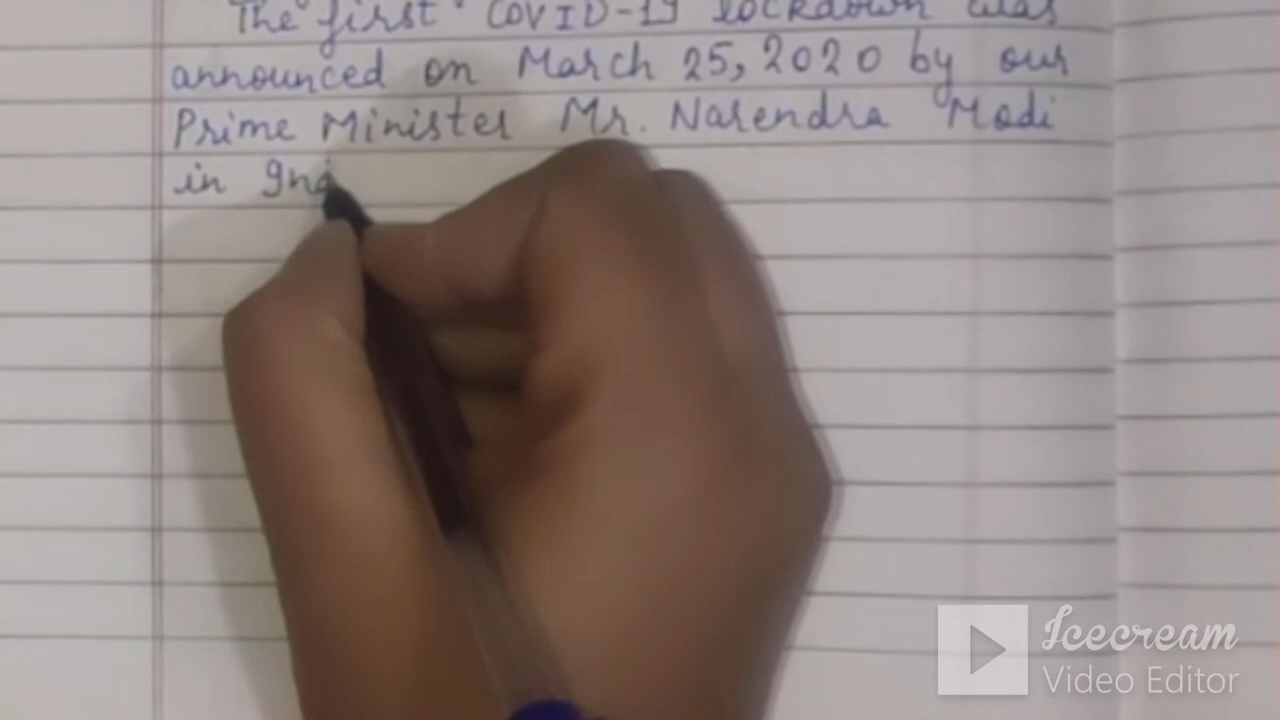 The first COVID-19 lockdown was
announced on March 25, 2020 by our
Prime Minister Mr. Narendra Modi
in Ind
Icecream
Video Editor